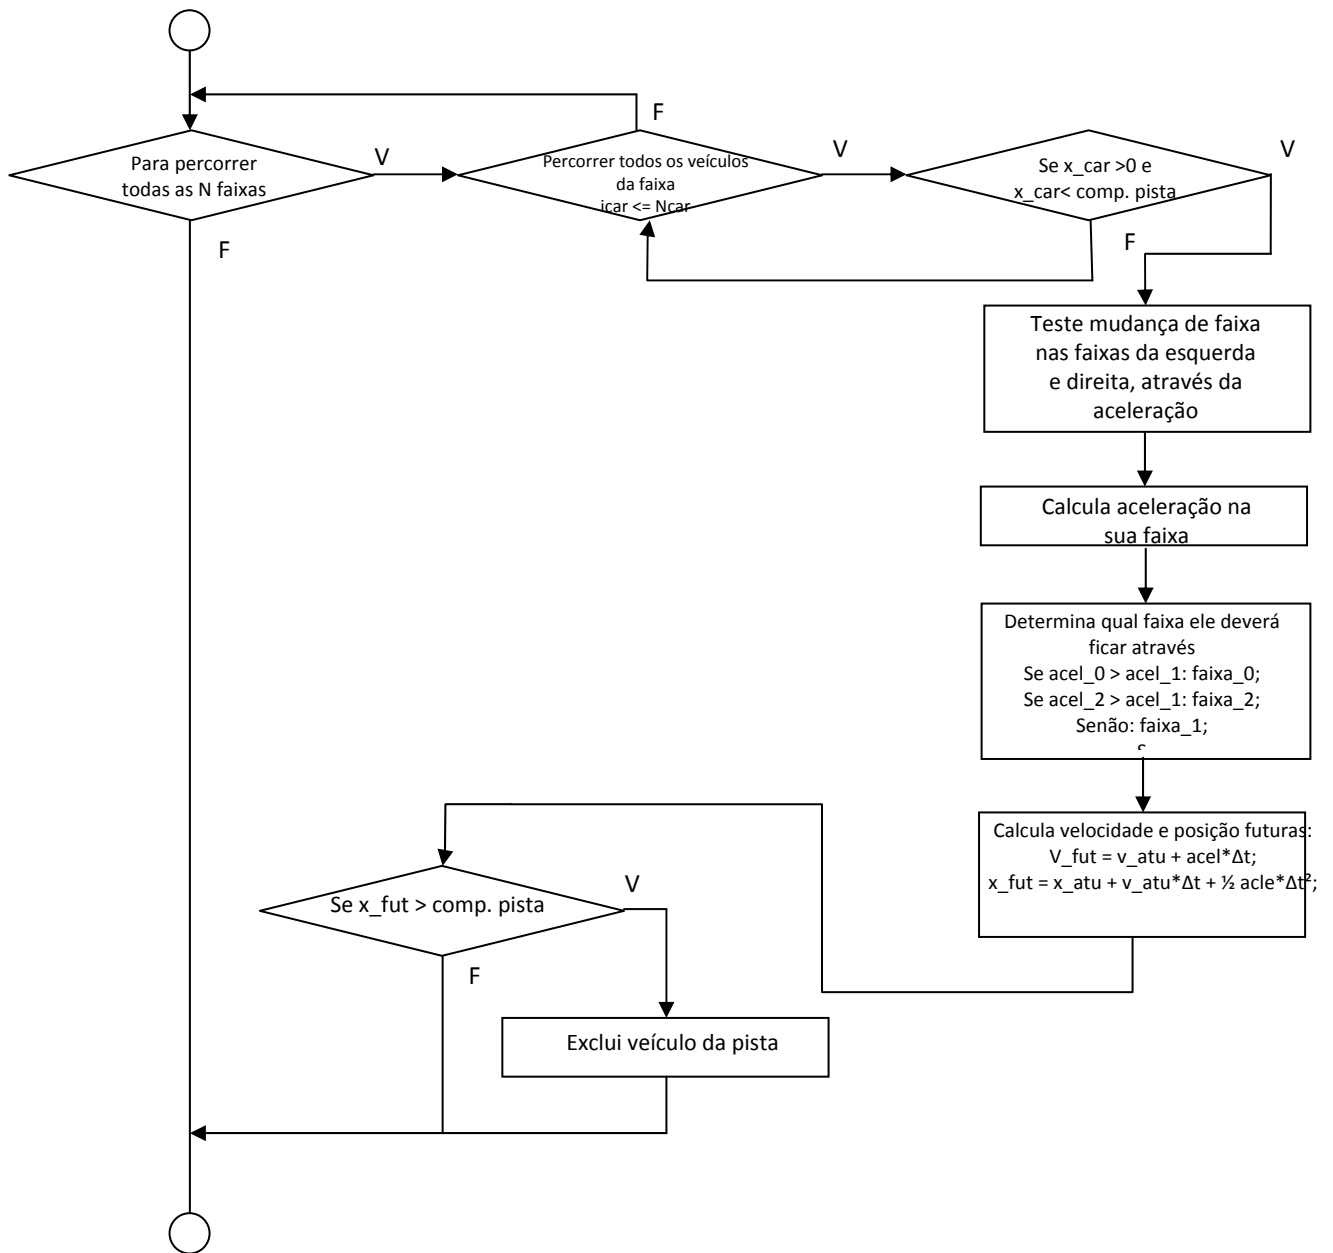 F
Para percorrer
todas as N faixas
V
F
Percorrer todos os veículos
da faixa
icar <= Ncar
V
Se x_car >0 e
x_car< comp. pista
V
F
Teste mudança de faixa
nas faixas da esquerda
e direita, através da
aceleração
Calcula aceleração na
sua faixa
Determina qual faixa ele deverá
ficar através
Se acel_0 > acel_1: faixa_0;
Se acel_2 > acel_1: faixa_2;
Senão: faixa_1;
Calcula velocidade e posição futuras:
V_fut = v_atu + acel*Δt;
x_fut = x_atu + v_atu*Δt + ½ acle*Δt²;
Se x_fut > comp. pista
V
F
Exclui veículo da pista